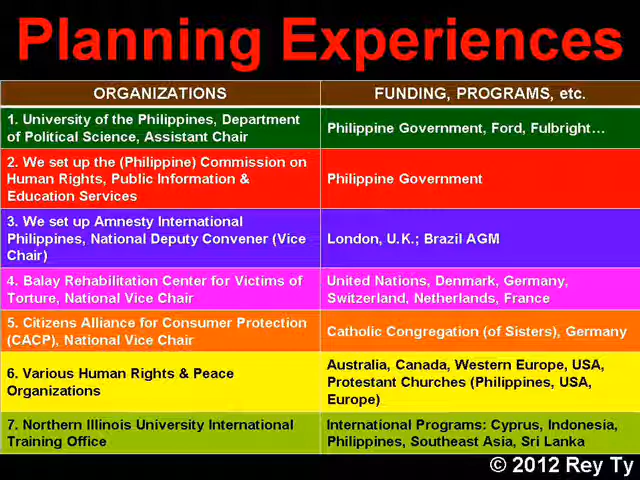 Planning Experiences
ORGANIZATIONS
FUNDING, PROGRAMS, etc.
1. University of the Philippines, Department
of Political Science, Assistant Chair
Philippine Government, Ford, Fulbright…
2. We set up the (Philippine) Commission on
Human Rights, Public Information &
Education Services
Philippine Government
3. We set up Amnesty International
Philippines, National Deputy Convener (Vice
Chair)
London, U.K.; Brazil AGM
4. Balay Rehabilitation Center for Victims of
Torture, National Vice Chair
United Nations, Denmark, Germany,
Switzerland, Netherlands, France
5. Citizens Alliance for Consumer Protection
(CACP), National Vice Chair
Catholic Congregation (of Sisters), Germany
6. Various Human Rights & Peace
Organizations
Australia, Canada, Western Europe, USA,
Protestant Churches (Philippines, USA,
Europe)
7. Northern Illinois University International
Training Office
International Programs: Cyprus, Indonesia,
Philippines, Southeast Asia, Sri Lanka
© 2012 Rey Ty